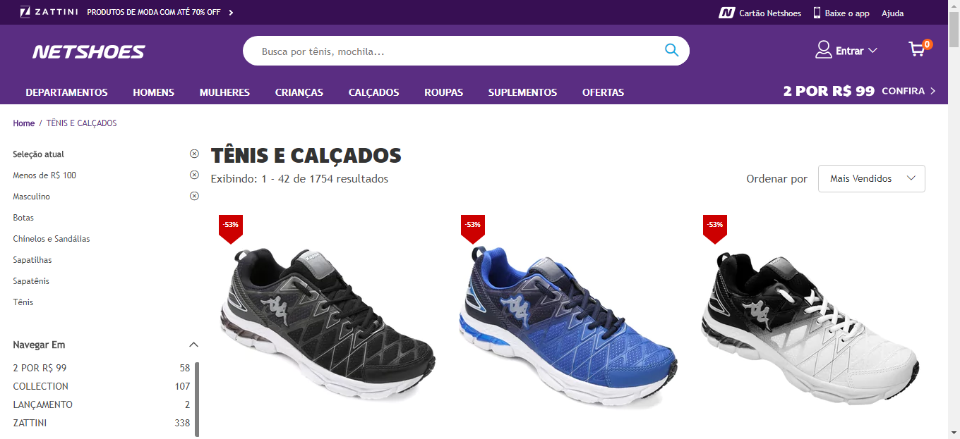 ZATTINI PRODUTOS DE MODA COM ATÉ 70% OFF
Cartão Netshoes Baixe o app Ajuda
NETSHOES
Busca por tênis, mochila...
Entrar
0
DEPARTAMENTOS HOMENS MULHERES CRIANÇAS CALÇADOS ROUPAS SUPLEMENTOS OFERTAS
2 POR R$ 99 CONFIRA
Home / TÊNIS E CALÇADOS
Seleção atual
Menos de R$ 100
Masculino
Botas
Chinelos e Sandálias
Sapatilhas
Sapatênis
Tênis
Navegar Em
2 POR R$ 99 58
COLLECTION 107
LANÇAMENTO 2
ZATTINI 338
TÊNIS E CALÇADOS
Exibindo: 1 - 42 de 1754 resultados
Ordenar por Mais Vendidos
-53%
-53%
-53%